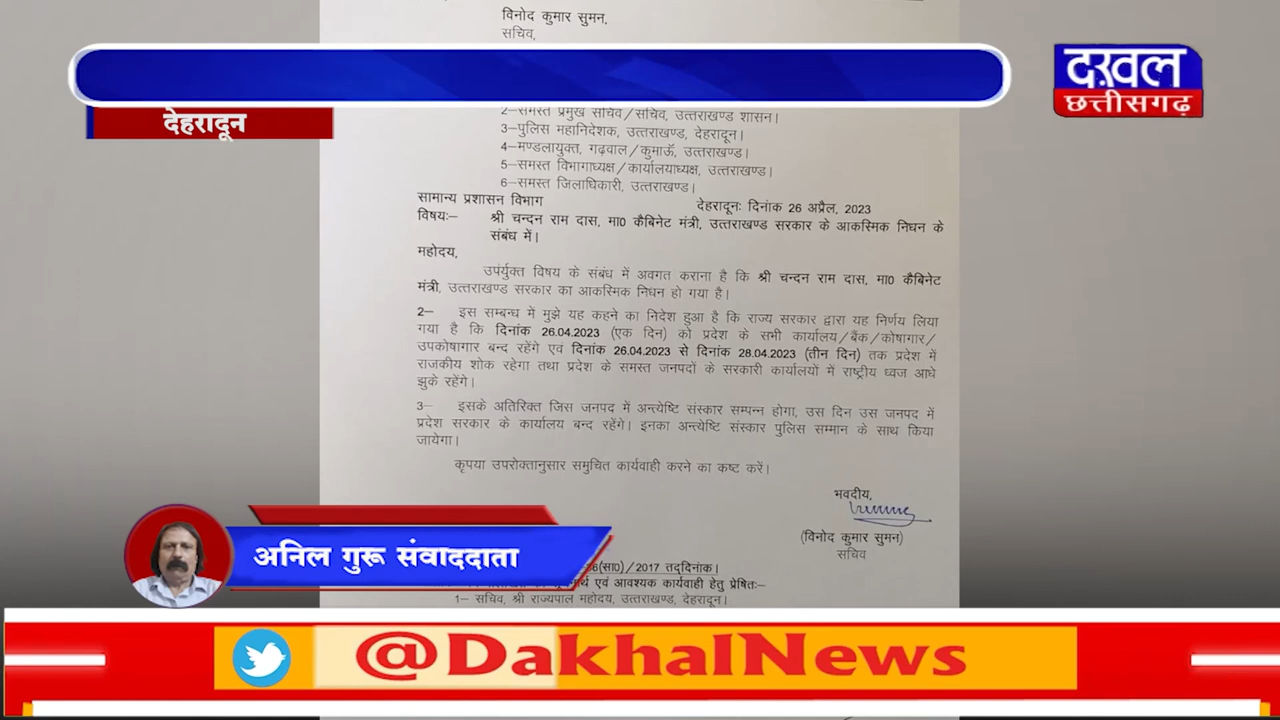 विनोद कुमार सुमन,
सचिव,
दख़ल
छत्तीसगढ़
देहरादून
2–समस्त प्रमुख सचिव/सचिव, उत्तराखण्ड शासन।
3–पुलिस महानिदेशक, उत्तराखण्ड, देहरादून।
4–मण्डलायुक्त, गढ़वाल/कुमाऊँ, उत्तराखण्ड।
5–समस्त विभागाध्यक्ष/कार्यालयाध्यक्ष, उत्तराखण्ड।
6–समस्त जिलाधिकारी, उत्तराखण्ड।
सामान्य प्रशासन विभाग देहरादूनः दिनांक 26 अप्रैल, 2023
विषयः– श्री चन्दन राम दास, मा0 कैबिनेट मंत्री, उत्तराखण्ड सरकार के आकस्मिक निधन के
संबंध में।
महोदय,
उपर्युक्त विषय के संबंध में अवगत कराना है कि श्री चन्दन राम दास, मा0 कैबिनेट
मंत्री, उत्तराखण्ड सरकार का आकस्मिक निधन हो गया है।
2– इस सम्बन्ध में मुझे यह कहने का निदेश हुआ है कि राज्य सरकार द्वारा यह निर्णय लिया
गया है कि दिनांक 26.04.2023 (एक दिन) को प्रदेश के सभी कार्यालय/बैंक/कोषागार/
उपकोषागार बन्द रहेंगे एवं दिनांक 26.04.2023 से दिनांक 28.04.2023 (तीन दिन) तक प्रदेश में
राजकीय शोक रहेगा तथा प्रदेश के समस्त जनपदों के सरकारी कार्यालयों में राष्ट्रीय ध्वज आधे
झुके रहेंगे।
3– इसके अतिरिक्त जिस जनपद में अन्त्येष्टि संस्कार सम्पन्न होगा, उस दिन उस जनपद में
प्रदेश सरकार के कार्यालय बन्द रहेंगे। इनका अन्त्येष्टि संस्कार पुलिस सम्मान के साथ किया
जायेगा।
कृपया उपरोक्तानुसार समुचित कार्यवाही करने का कष्ट करें।
भवदीय,
(विनोद कुमार सुमन)
सचिव
अनिल गुरू संवाददाता
(सा0)/2017 तद्दिनांक।
एवं आवश्यक कार्यवाही हेतु प्रेषितः–
1– सचिव, श्री राज्यपाल महोदय, उत्तराखण्ड, देहरादून।
@DakhalNews